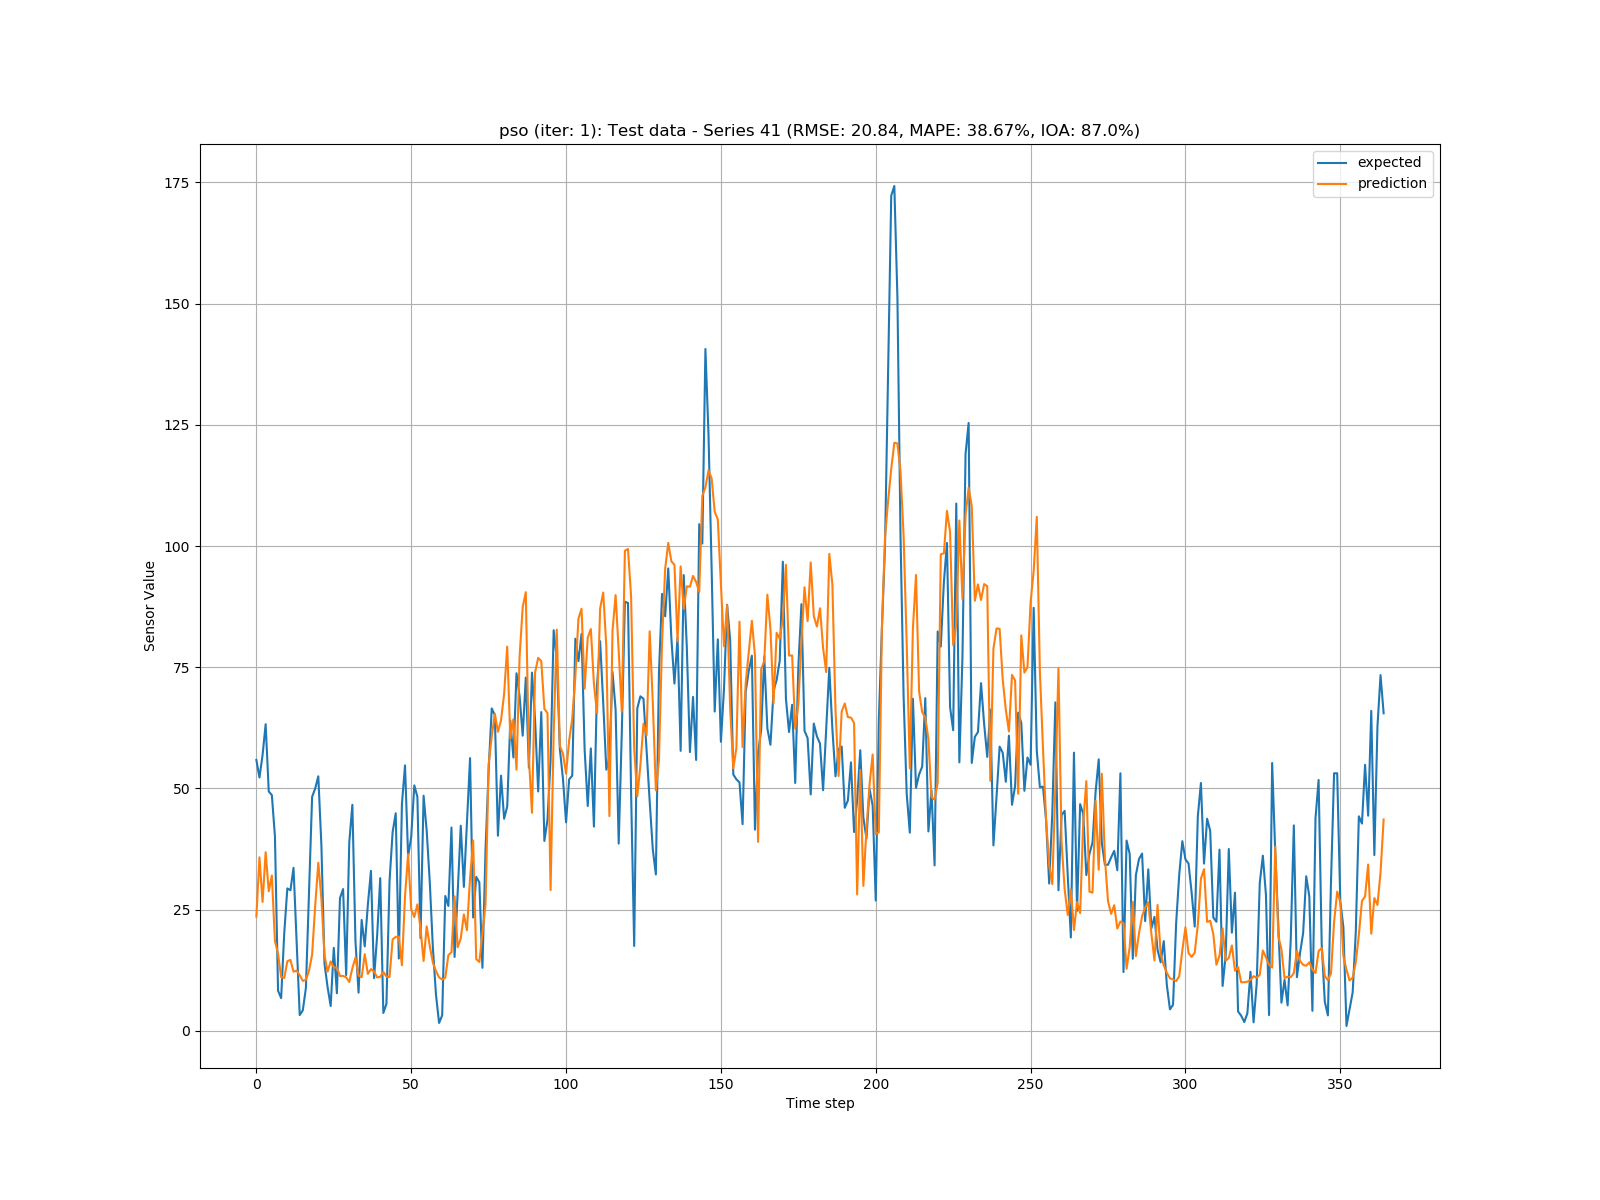 pso (iter: 1): Test data - Series 41 (RMSE: 20.84, MAPE: 38.67%, IOA: 87.0%)
expected
prediction
175
150
125
100
75
50
25
0
Sensor Value
0 50 100 150 200 250 300 350
Time step